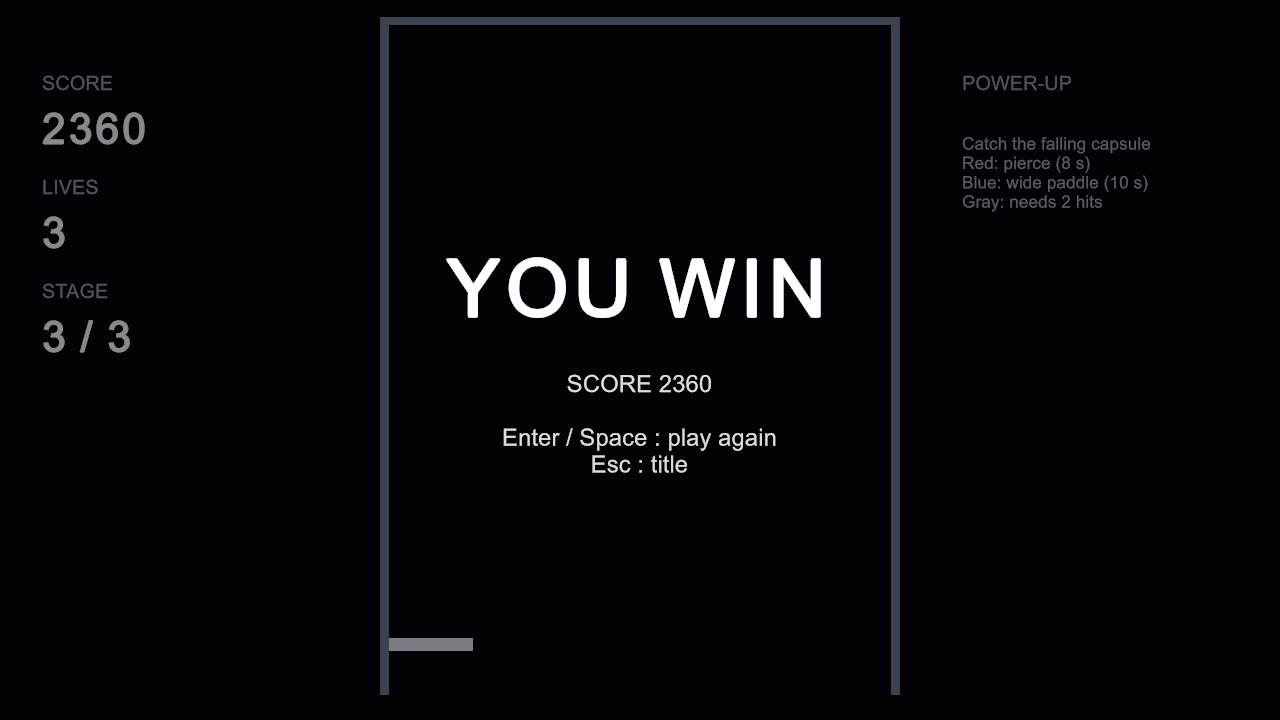 SCORE
2360
LIVES
3
STAGE
3 / 3
YOU WIN
SCORE 2360
Enter / Space : play again
Esc : title
POWER-UP
Catch the falling capsule
Red: pierce (8 s)
Blue: wide paddle (10 s)
Gray: needs 2 hits